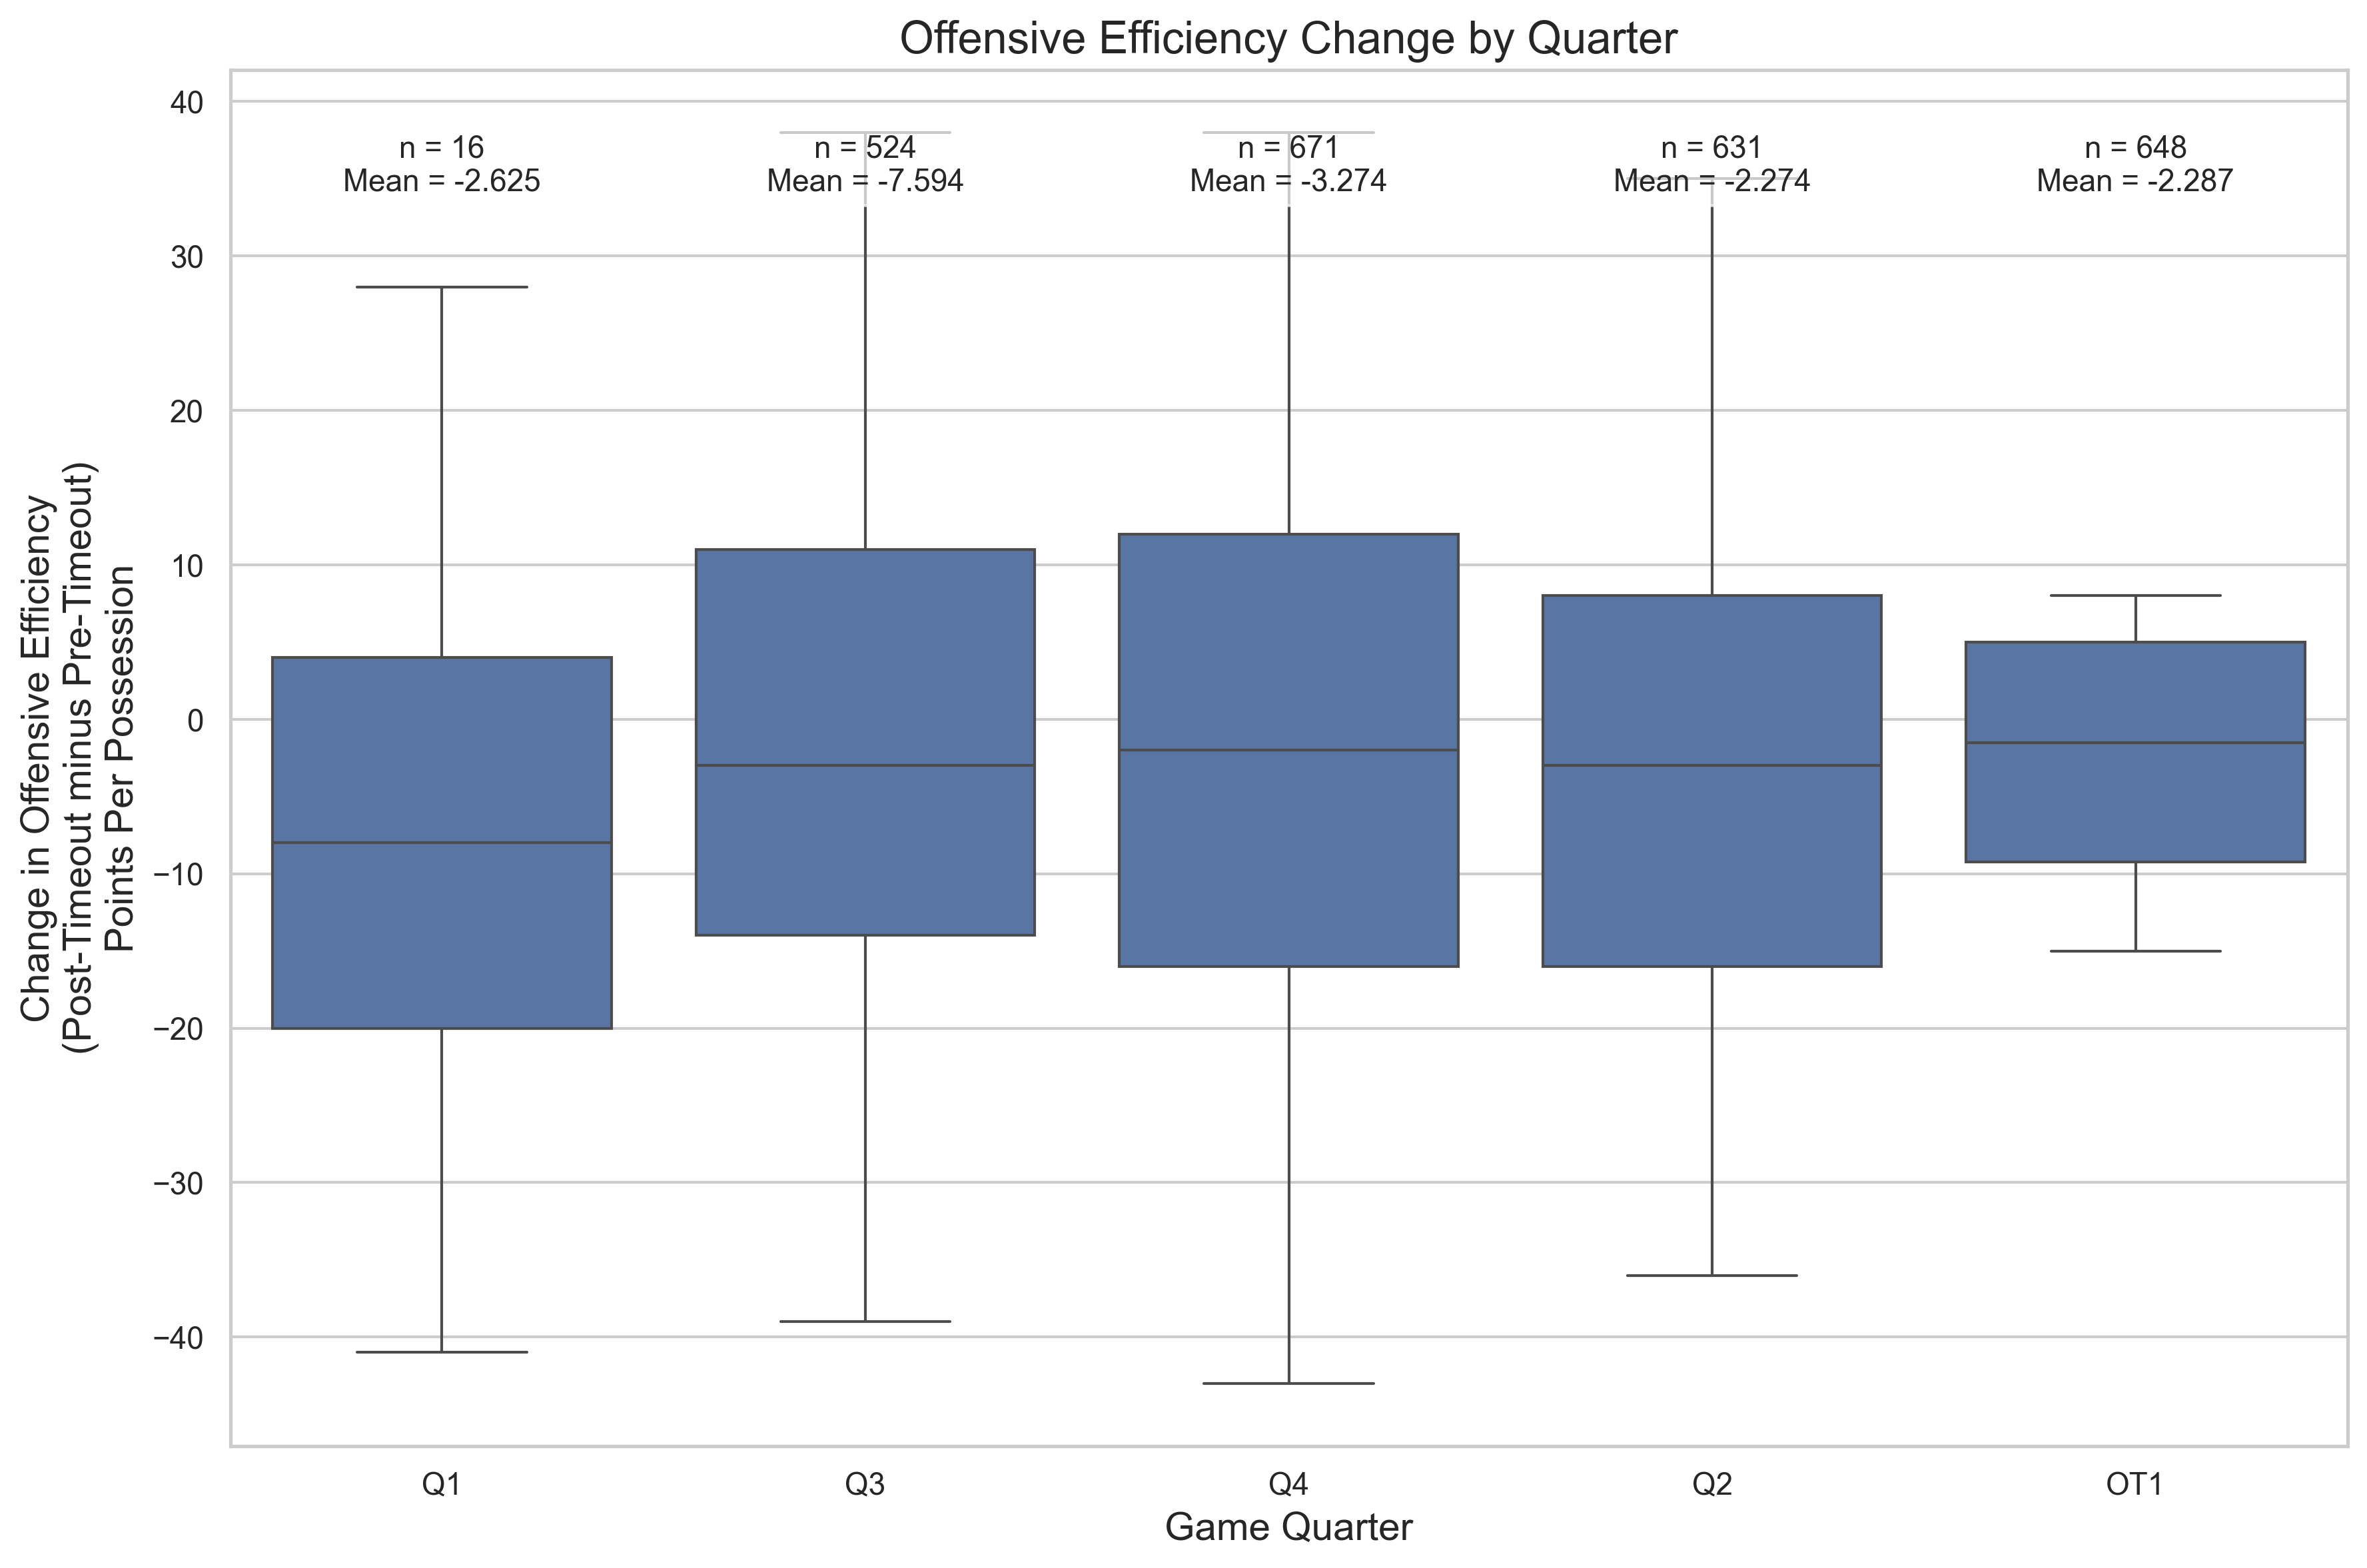 Offensive Efficiency Change by Quarter
n = 16
Mean = -2.625
n = 524
Mean = -7.594
n = 671
Mean = -3.274
n = 631
Mean = -2.274
n = 648
Mean = -2.287
40
30
20
10
0
−10
−20
−30
−40
Change in Offensive Efficiency
(Post-Timeout minus Pre-Timeout)
Points Per Possession
Q1
Q3
Q4
Q2
OT1
Game Quarter